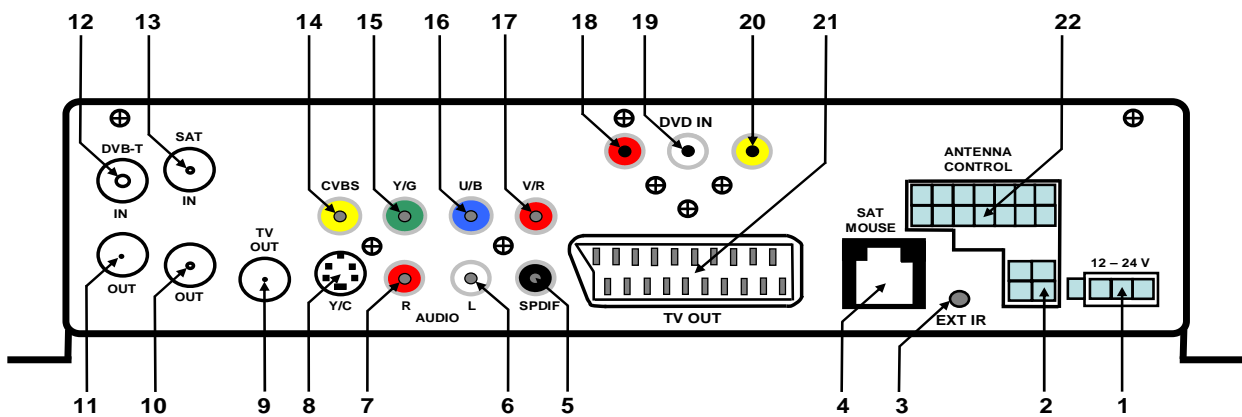 12 13 14 15 16 17 18 19 20 21 22
DVD IN
DVB-T
SAT
ANTENNA
CONTROL
IN
IN
CVBS
Y/G
U/B
V/R
SAT
MOUSE
TV
OUT
12 – 24 V
OUT
OUT
Y/C
R
AUDIO
L
SPDIF
TV OUT
EXT IR
11 10 9 8 7 6 5 4 3 2 1